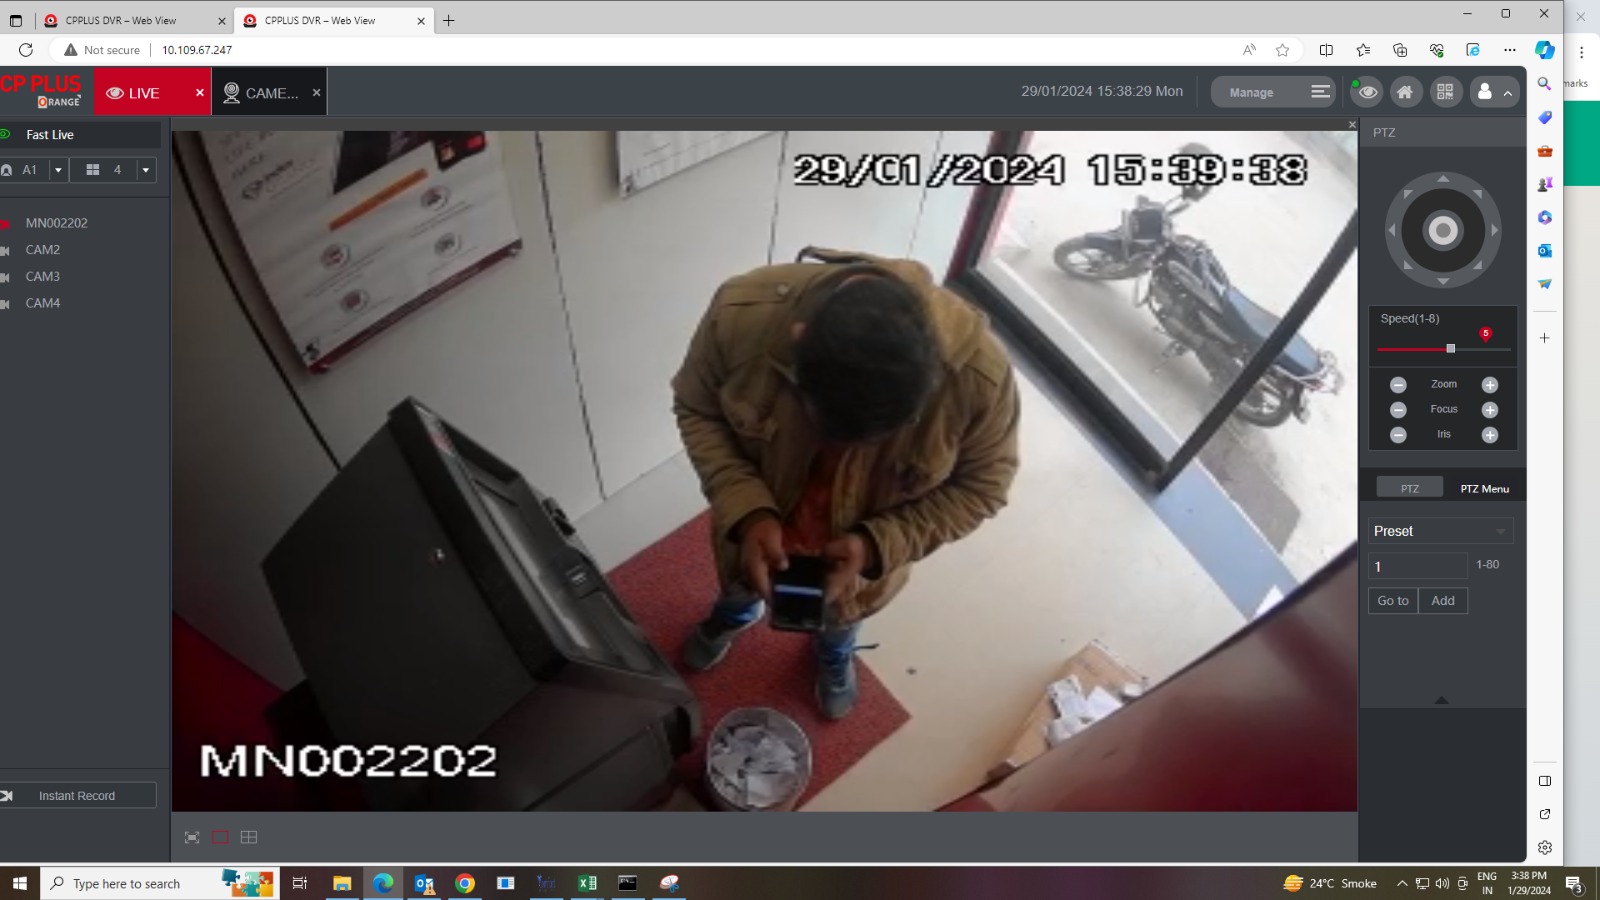 CPPLUS DVR – Web View
CPPLUS DVR – Web View
Not secure
10.109.67.247
marks
CP PLUS
ORANGE
LIVE
CAME...
29/01/2024 15:38:29 Mon
Manage
Fast Live
A1
4
MN002202
CAM2
CAM3
CAM4
29/01/2024 15:39:38
MN002202
PTZ
Speed(1-8)
5
Zoom
Focus
Iris
PTZ
PTZ Menu
Preset
1
1-80
Go to
Add
Instant Record
Type here to search
24°C Smoke
ENG
IN
3:38 PM
1/29/2024
3